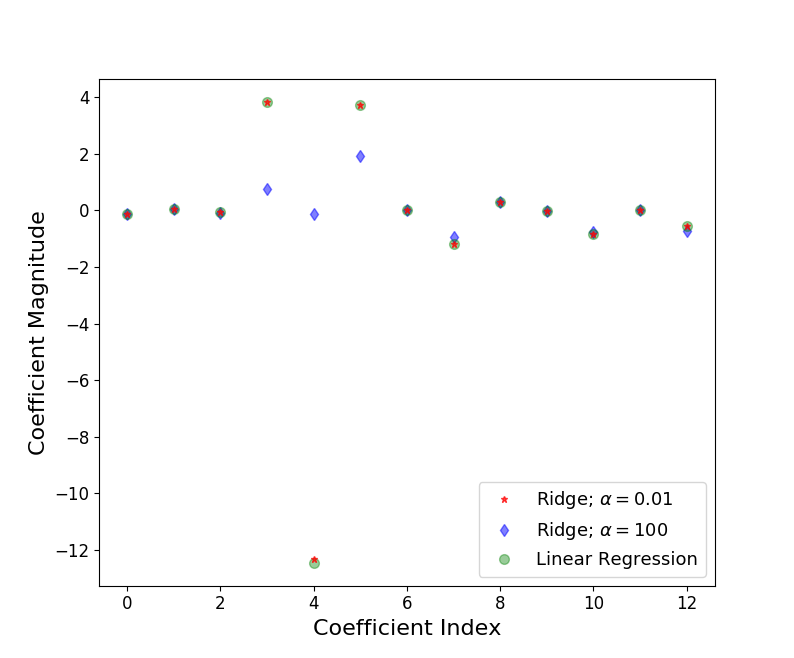 4
2
0
−2
−4
−6
−8
−10
−12
Coefficient Magnitude
Ridge; α = 0.01
Ridge; α = 100
Linear Regression
0 2 4 6 8 10 12
Coefficient Index